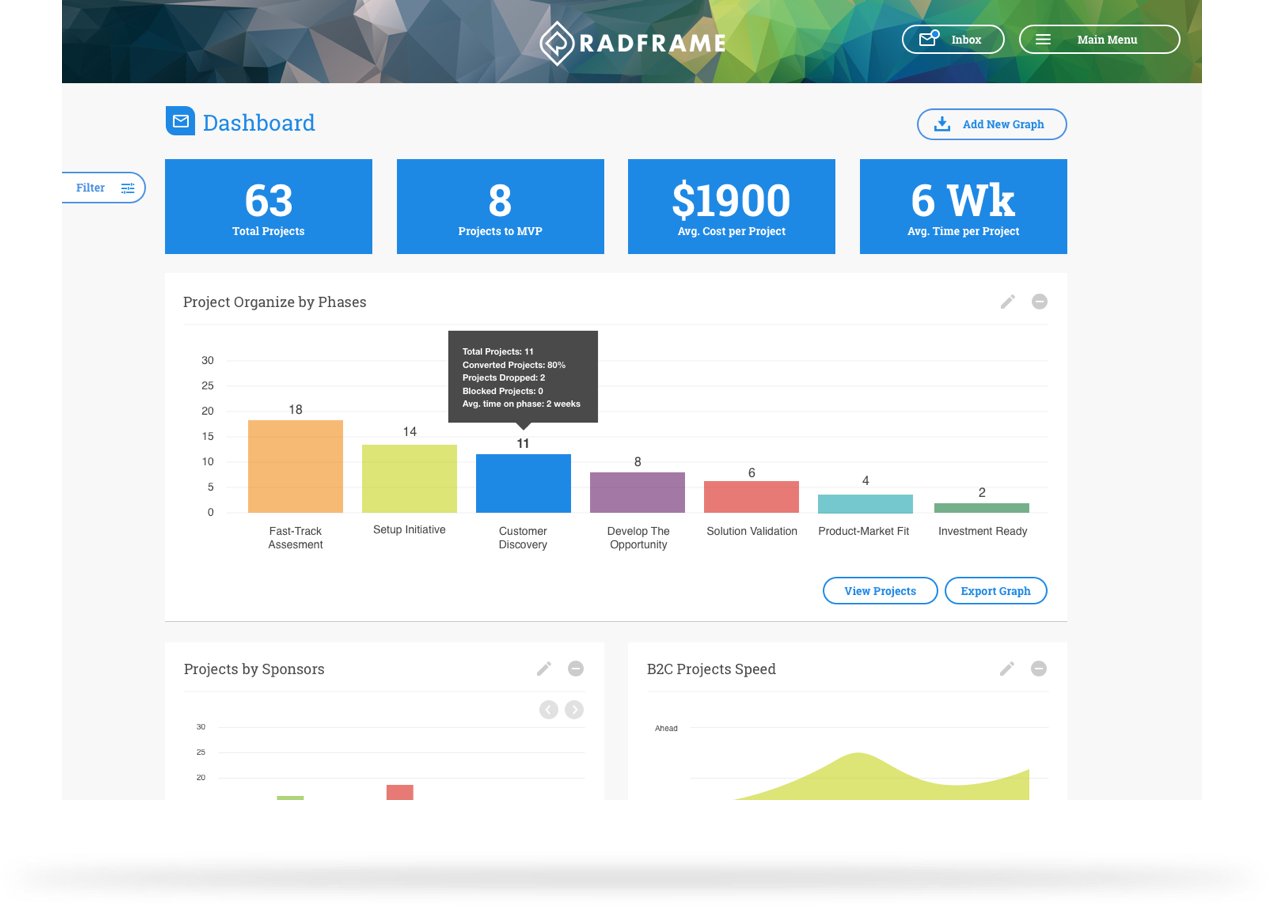 RADFRAME
Inbox
Main Menu
Dashboard
Add New Graph
Filter
63
Total Projects
8
Projects to MVP
$1900
Avg. Cost per Project
6 Wk
Avg. Time per Project
Project Organize by Phases
Total Projects: 11
Converted Projects: 80%
Projects Dropped: 2
Blocked Projects: 0
Avg. time on phase: 2 weeks
30
25
20
15
10
5
0
18
14
11
8
6
4
2
Fast-Track
Assesment
Setup Initiative
Customer
Discovery
Develop The
Opportunity
Solution Validation
Product-Market Fit
Investment Ready
View Projects
Export Graph
Projects by Sponsors
30
25
20
B2C Projects Speed
Ahead